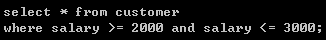 select * from customer
where salary >= 2000 and salary <= 3000;